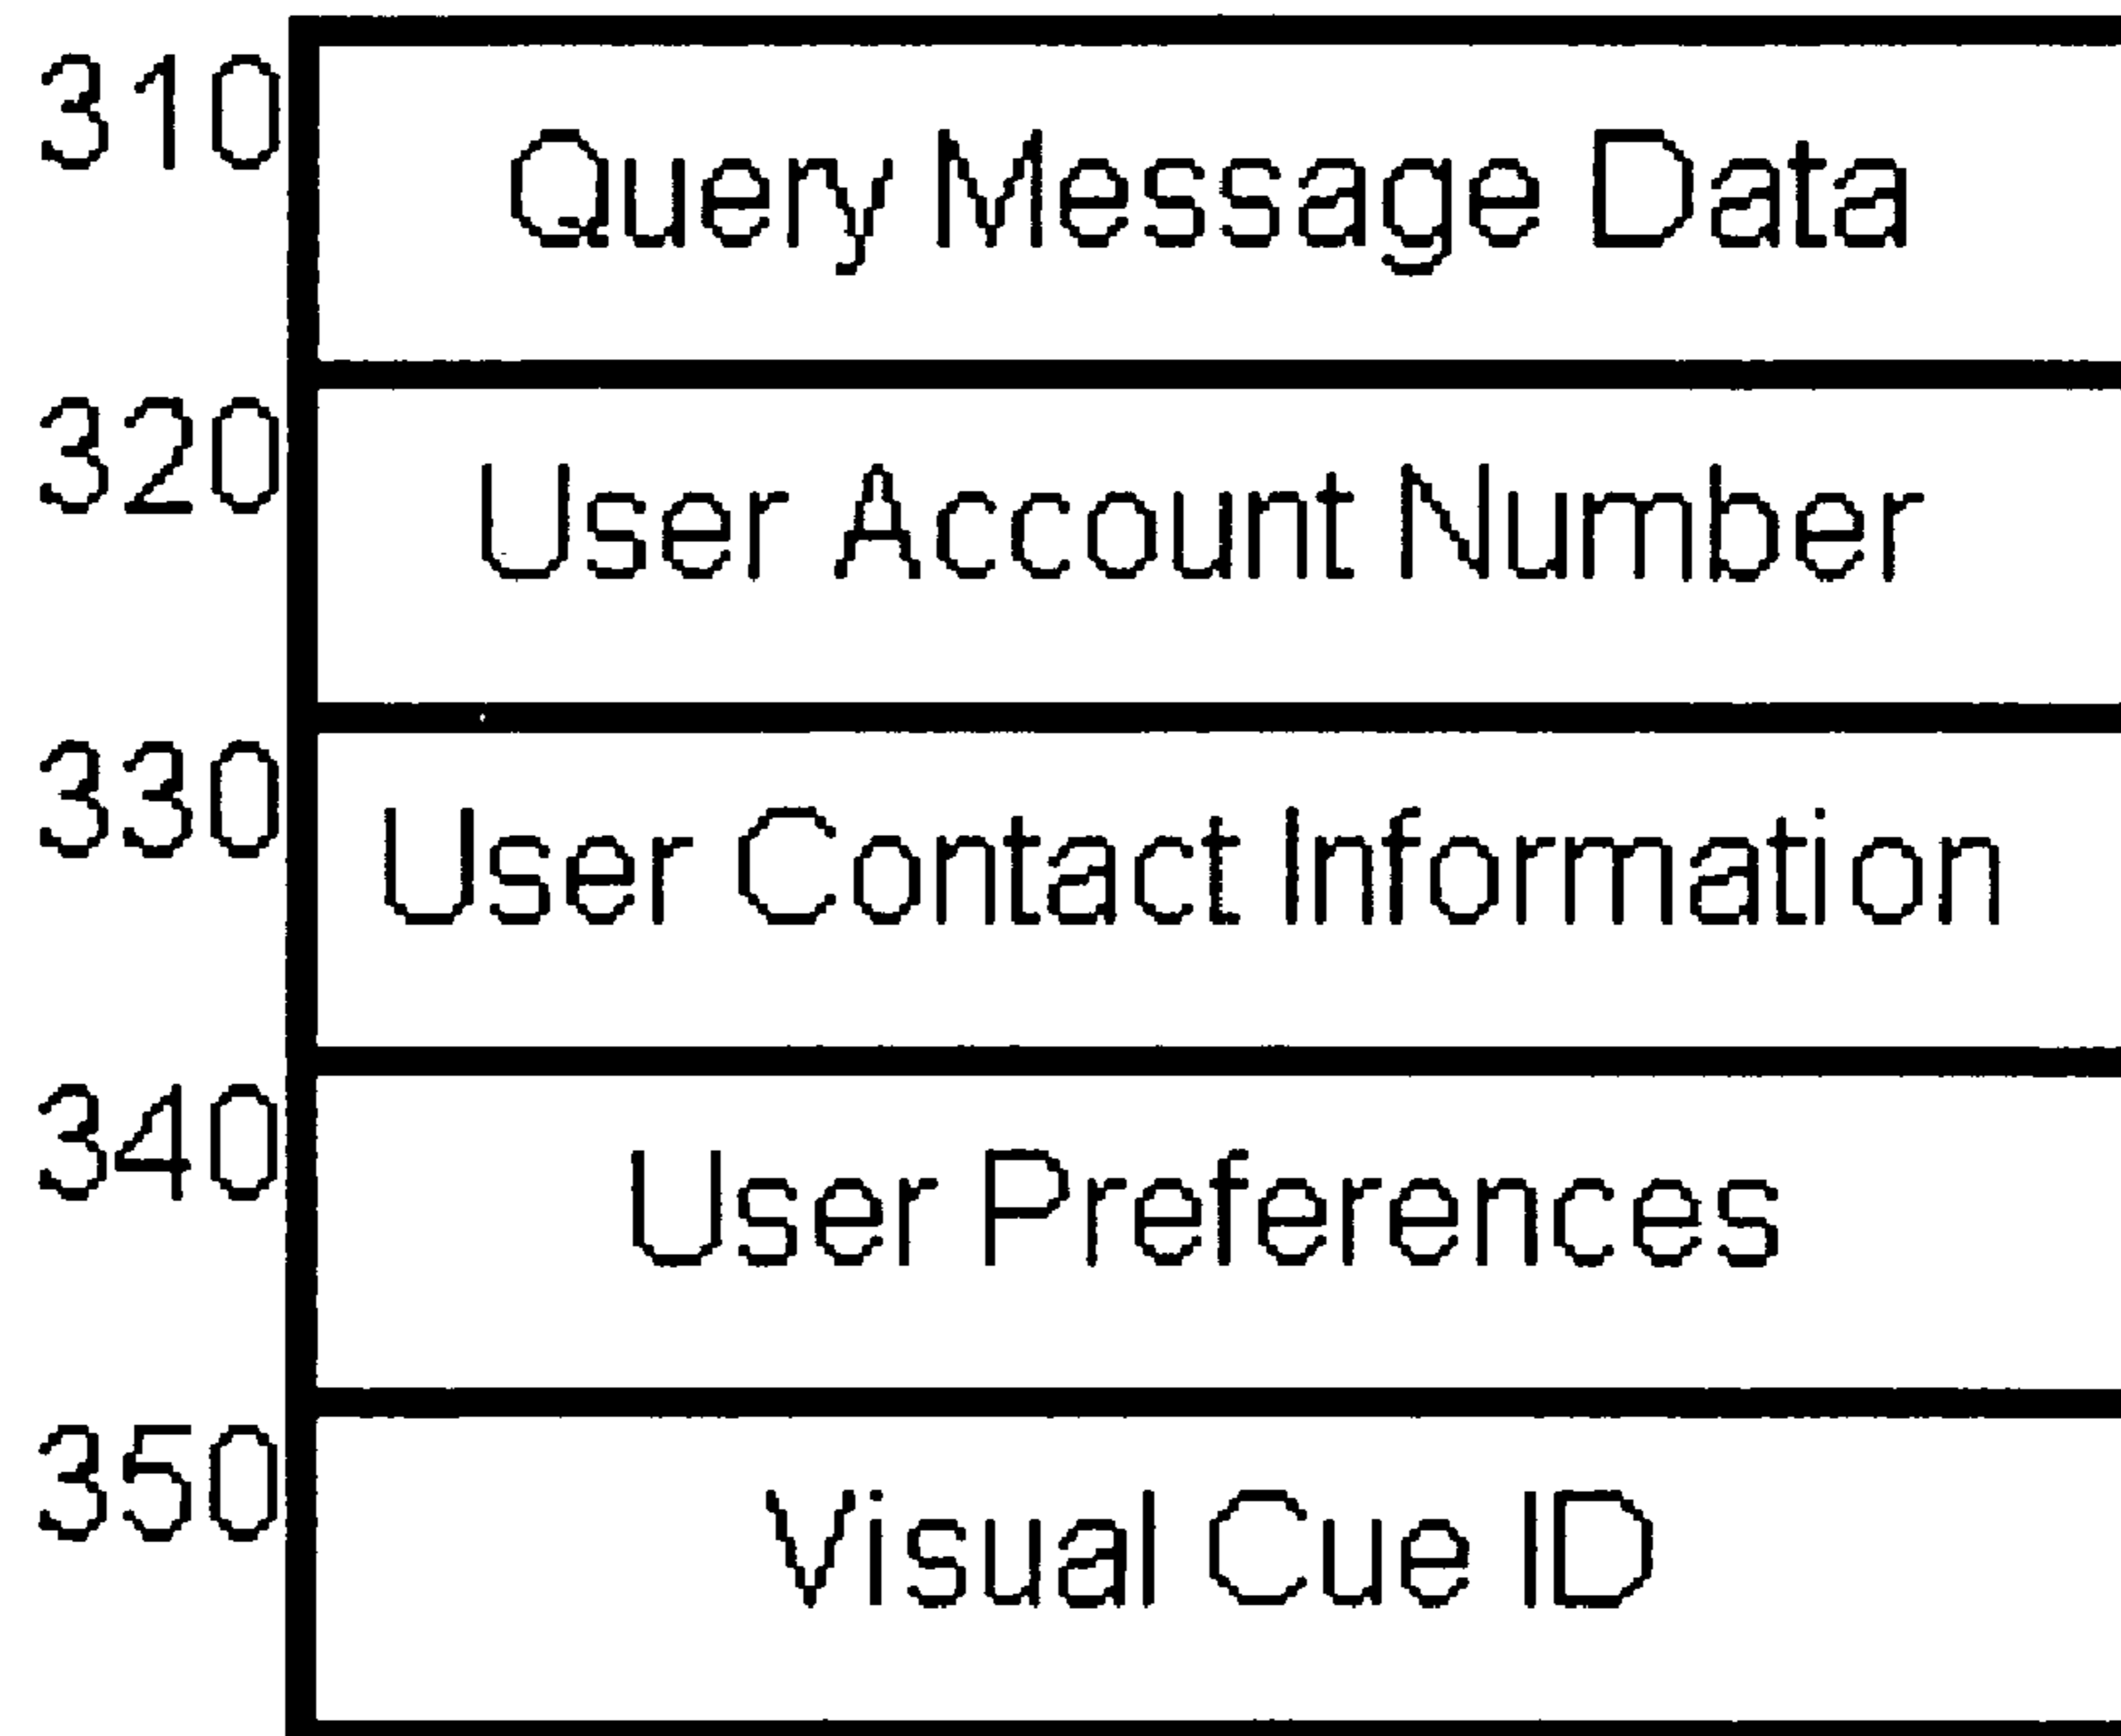 310
Query Message Data
320
User Account Number
330
User Contact Information
340
User Preferences
350
Visual Cue ID